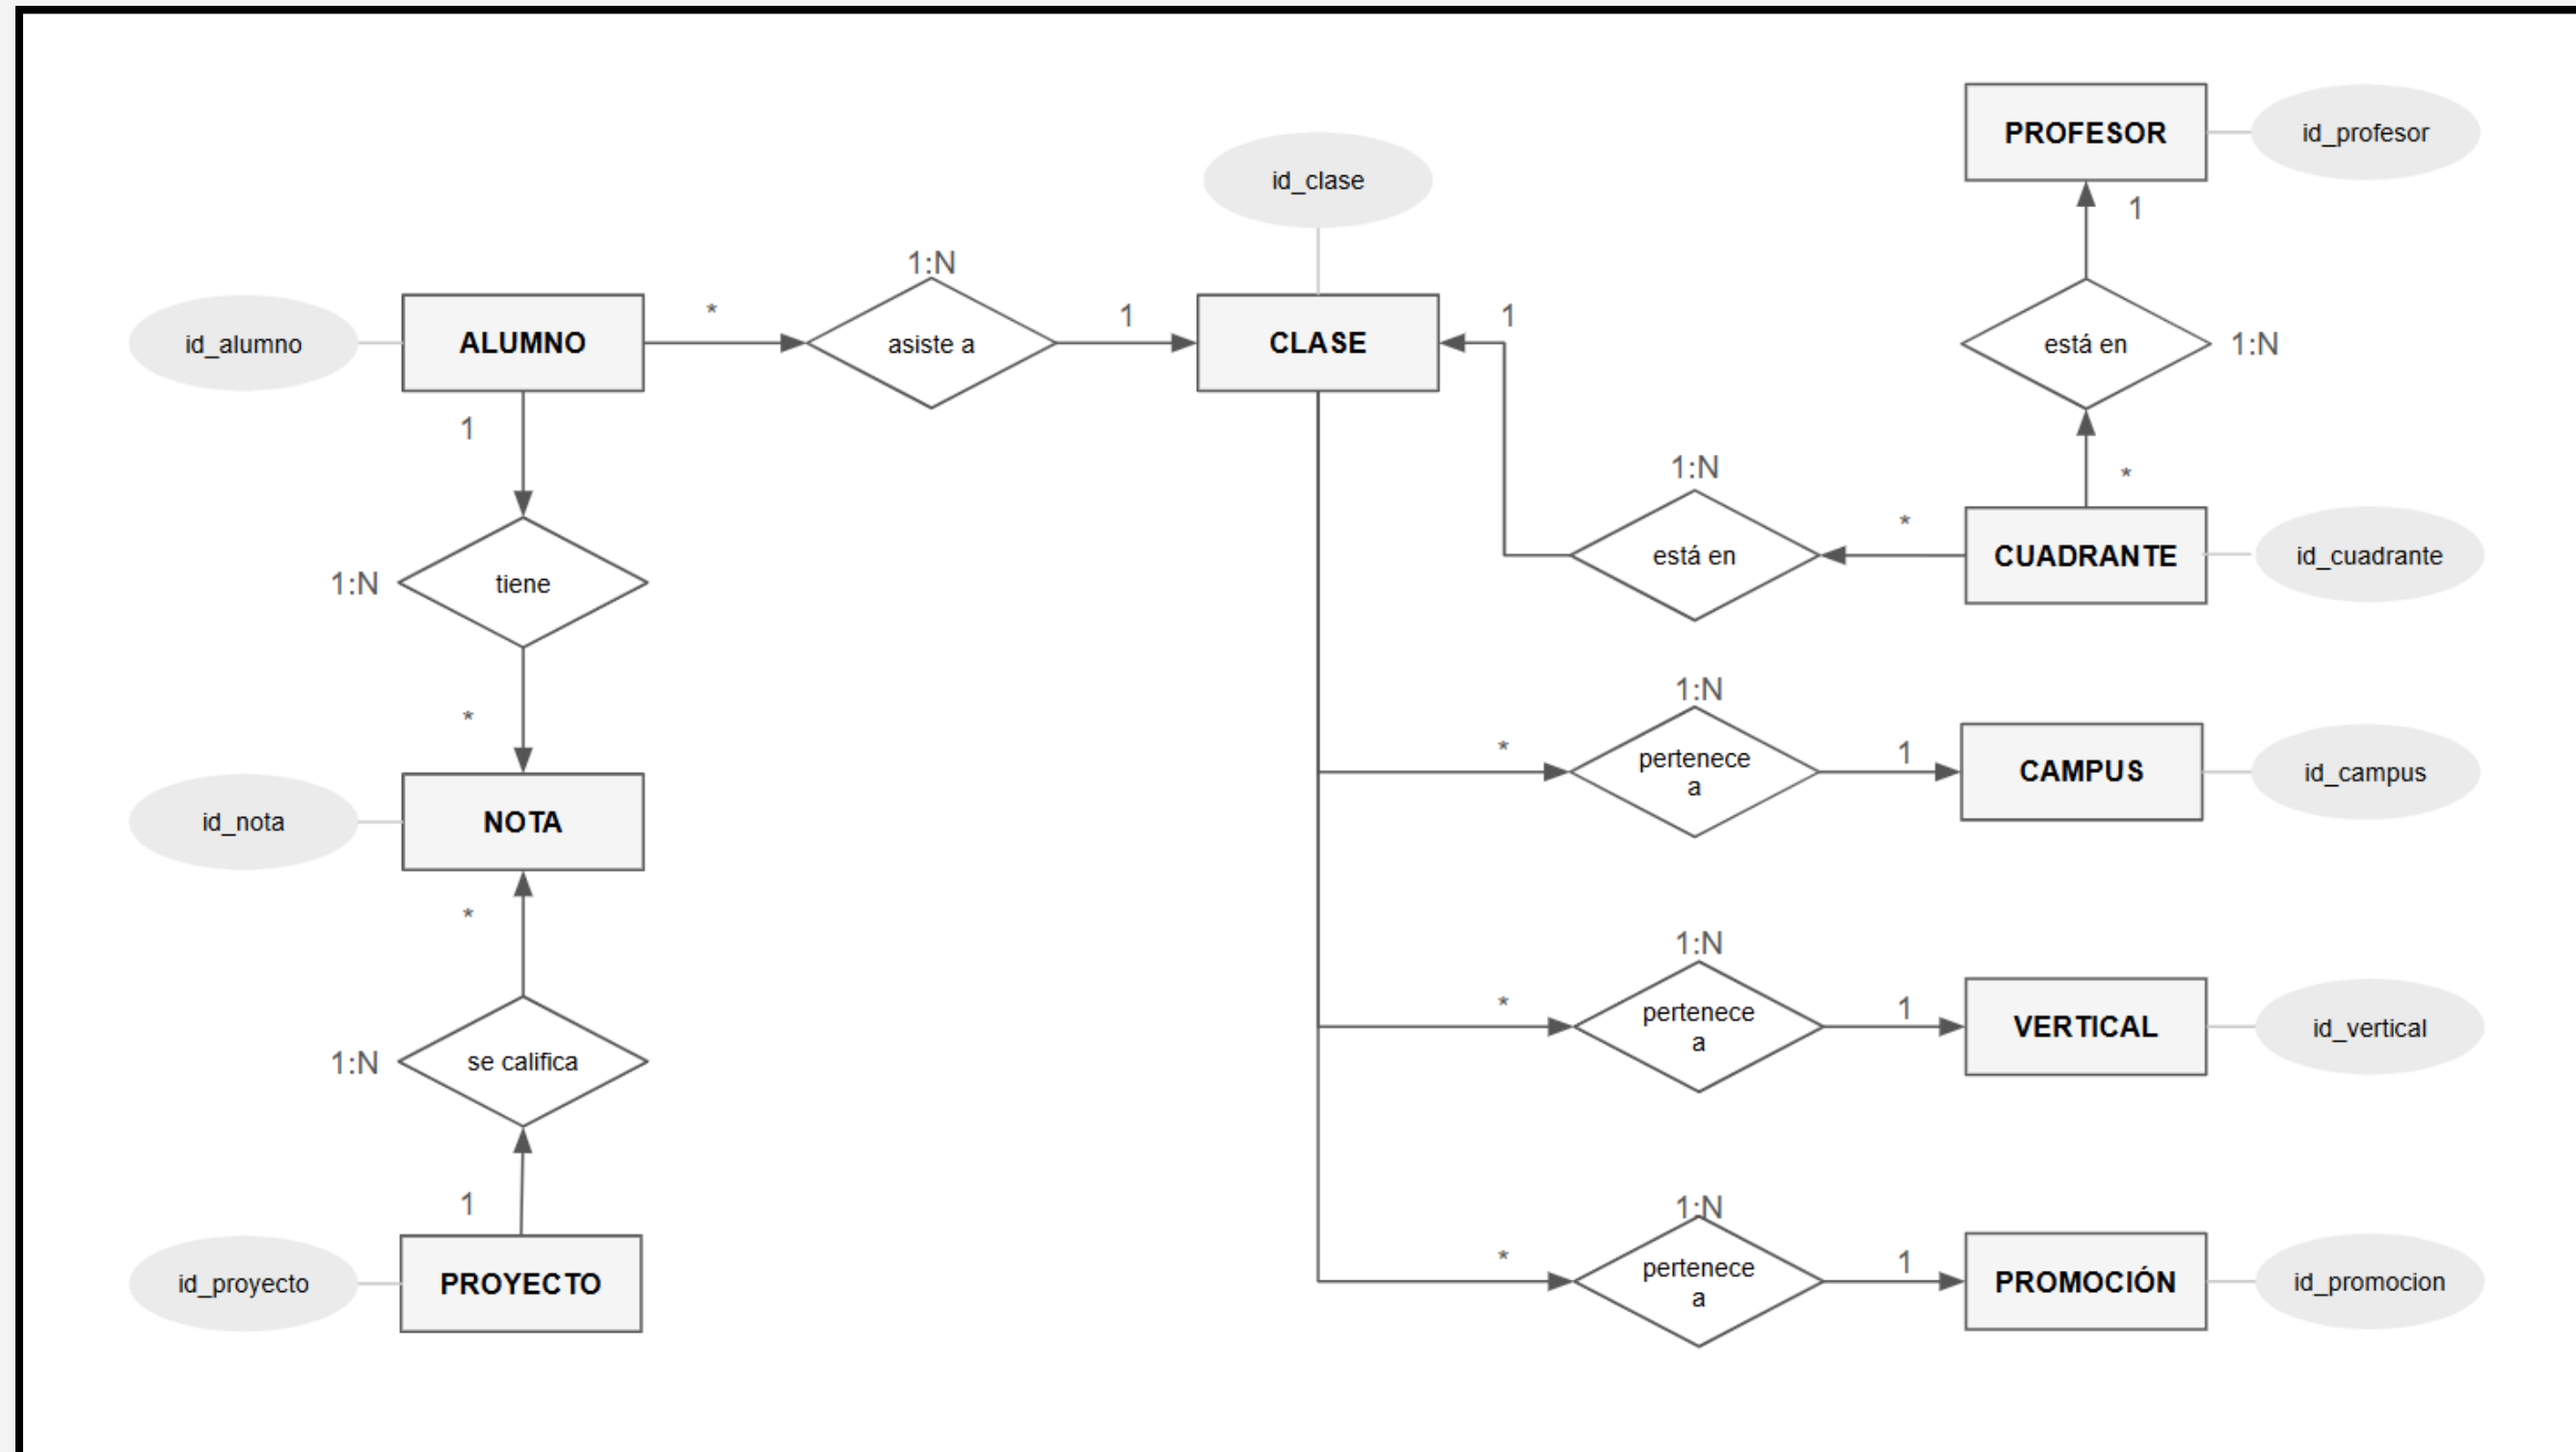 PROFESOR
id_profesor
id_clase
1
1:N
ALUMNO
id_alumno
*
asiste a
1
CLASE
1
está en
1:N
1
1:N
*
está en
*
CUADRANTE
id_cuadrante
1:N
tiene
*
1:N
*
pertenece
a
1
CAMPUS
id_campus
id_nota
NOTA
*
1:N
*
pertenece
a
1
VERTICAL
id_vertical
1:N
se califica
1
1:N
*
pertenece
a
1
PROMOCIÓN
id_promocion
id_proyecto
PROYECTO